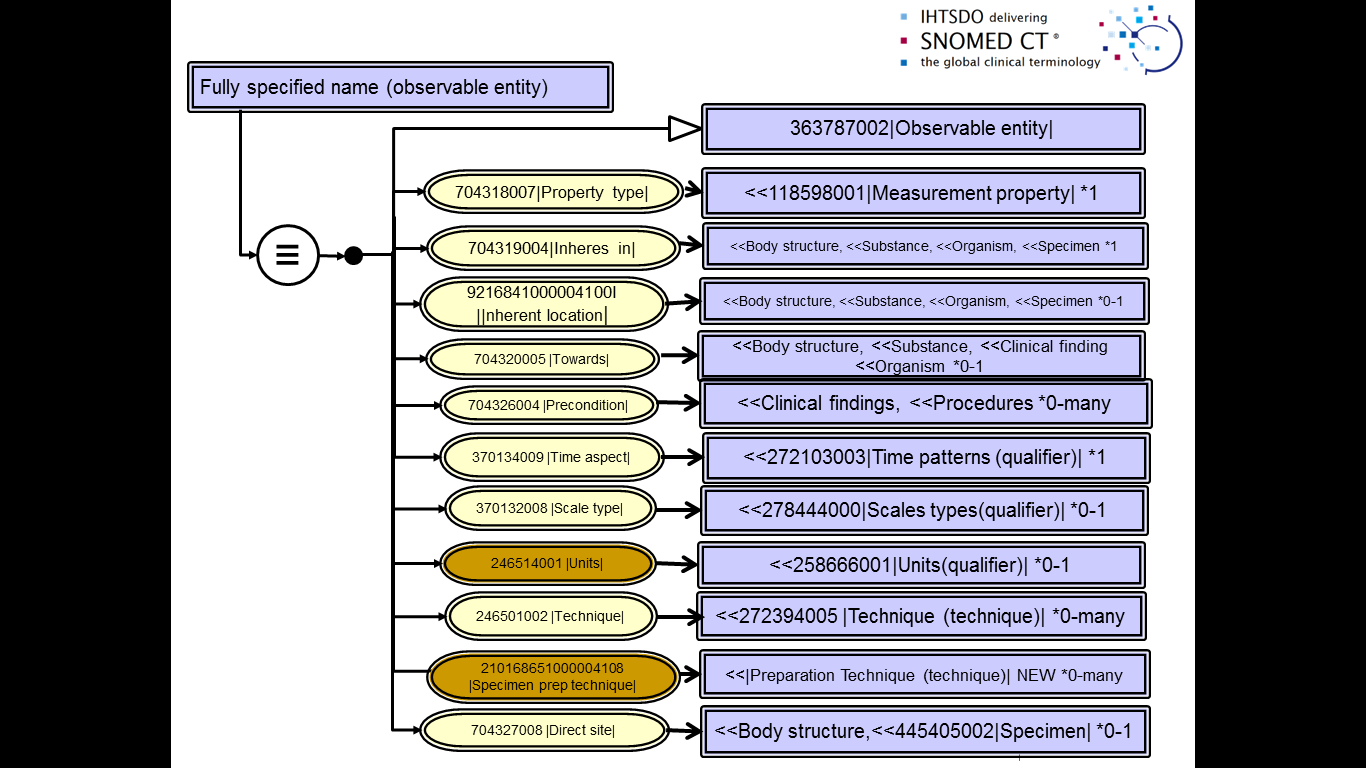 IHTSDO delivering
SNOMED CT ®
the global clinical terminology
Fully specified name (observable entity)
363787002|Observable entity|
704318007|Property type|
<<118598001|Measurement property| *1
704319004|Inheres in|
<<Body structure, <<Substance, <<Organism, <<Specimen *1
9216841000004100I
||nherent location|
<<Body structure, <<Substance, <<Organism, <<Specimen *0-1
704320005 |Towards|
<<Body structure, <<Substance, <<Clinical finding
<<Organism *0-1
704326004 |Precondition|
<<Clinical findings, <<Procedures *0-many
370134009 |Time aspect|
<<272103003|Time patterns (qualifier)| *1
370132008 |Scale type|
<<278444000|Scales types(qualifier)| *0-1
246514001 |Units|
<<258666001|Units(qualifier)| *0-1
246501002 |Technique|
<<272394005 |Technique (technique)| *0-many
210168651000004108
|Specimen prep technique|
<<|Preparation Technique (technique)| NEW *0-many
704327008 |Direct site|
<<Body structure,<<445405002|Specimen| *0-1